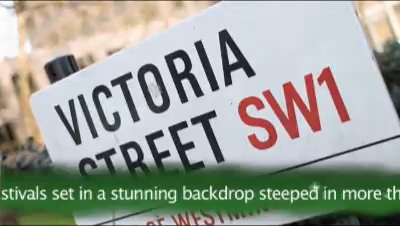 VICTORIA
STREET SW1
stivals set in a stunning backdrop steeped in more th